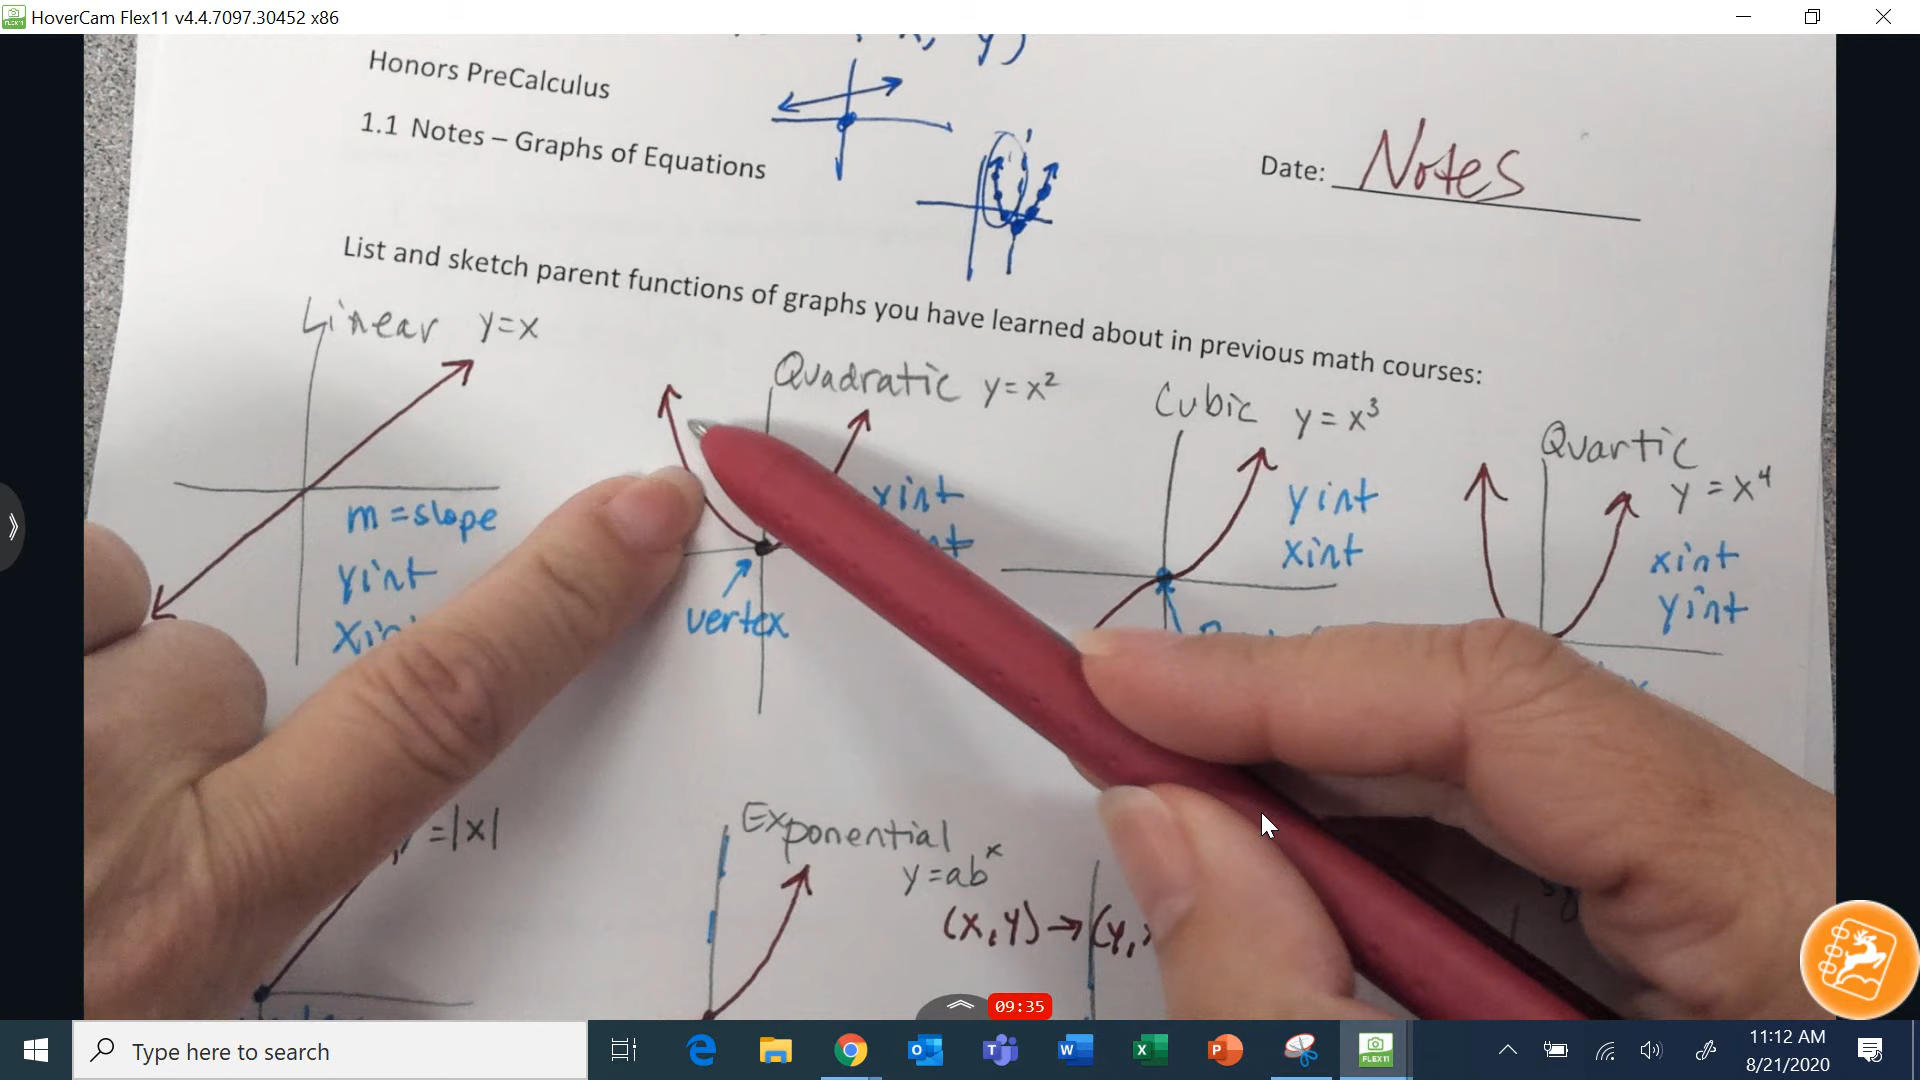 HoverCam Flex11 v4.4.7097.30452 x86
Honors PreCalculus
1.1 Notes – Graphs of Equations
Date: Notes
List and sketch parent functions of graphs you have learned about in previous math courses:
Linear y=x
m = slope
yint
Quadratic y = x²
xint
vertex
Cubic y = x³
yint
xint
Quartic
y = x⁴
xint
yint
=|x|
Exponential
y=abˣ
(x,y)→(y,
09:35
Type here to search
FLEX11
11:12 AM
8/21/2020